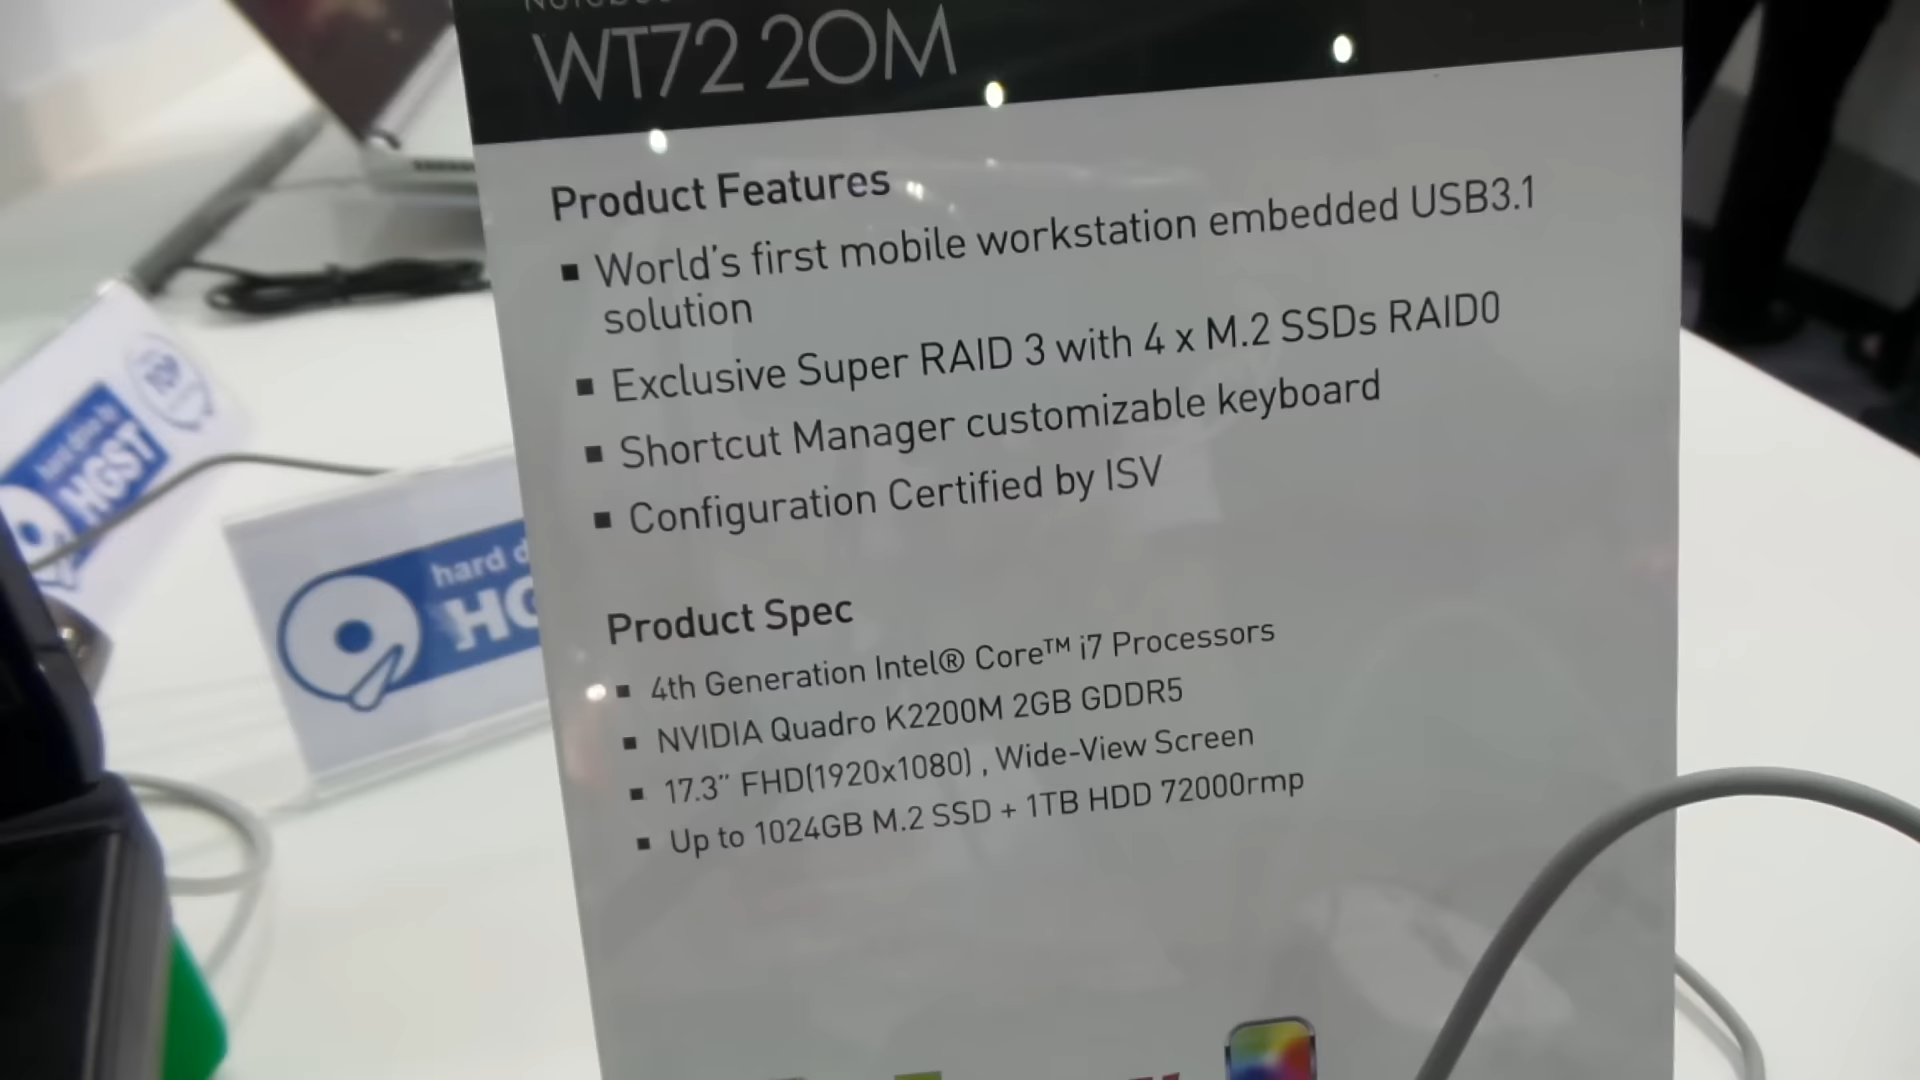 WT72 2OM
Product Features
▪ World's first mobile workstation embedded USB3.1
solution
▪ Exclusive Super RAID 3 with 4 x M.2 SSDs RAID0
▪ Shortcut Manager customizable keyboard
▪ Configuration Certified by ISV
Product Spec
▪ 4th Generation Intel® Core™ i7 Processors
▪ NVIDIA Quadro K2200M 2GB GDDR5
▪ 17.3" FHD(1920x1080) , Wide-View Screen
▪ Up to 1024GB M.2 SSD + 1TB HDD 72000rmp
hard drive by
HGST
hard d
HG